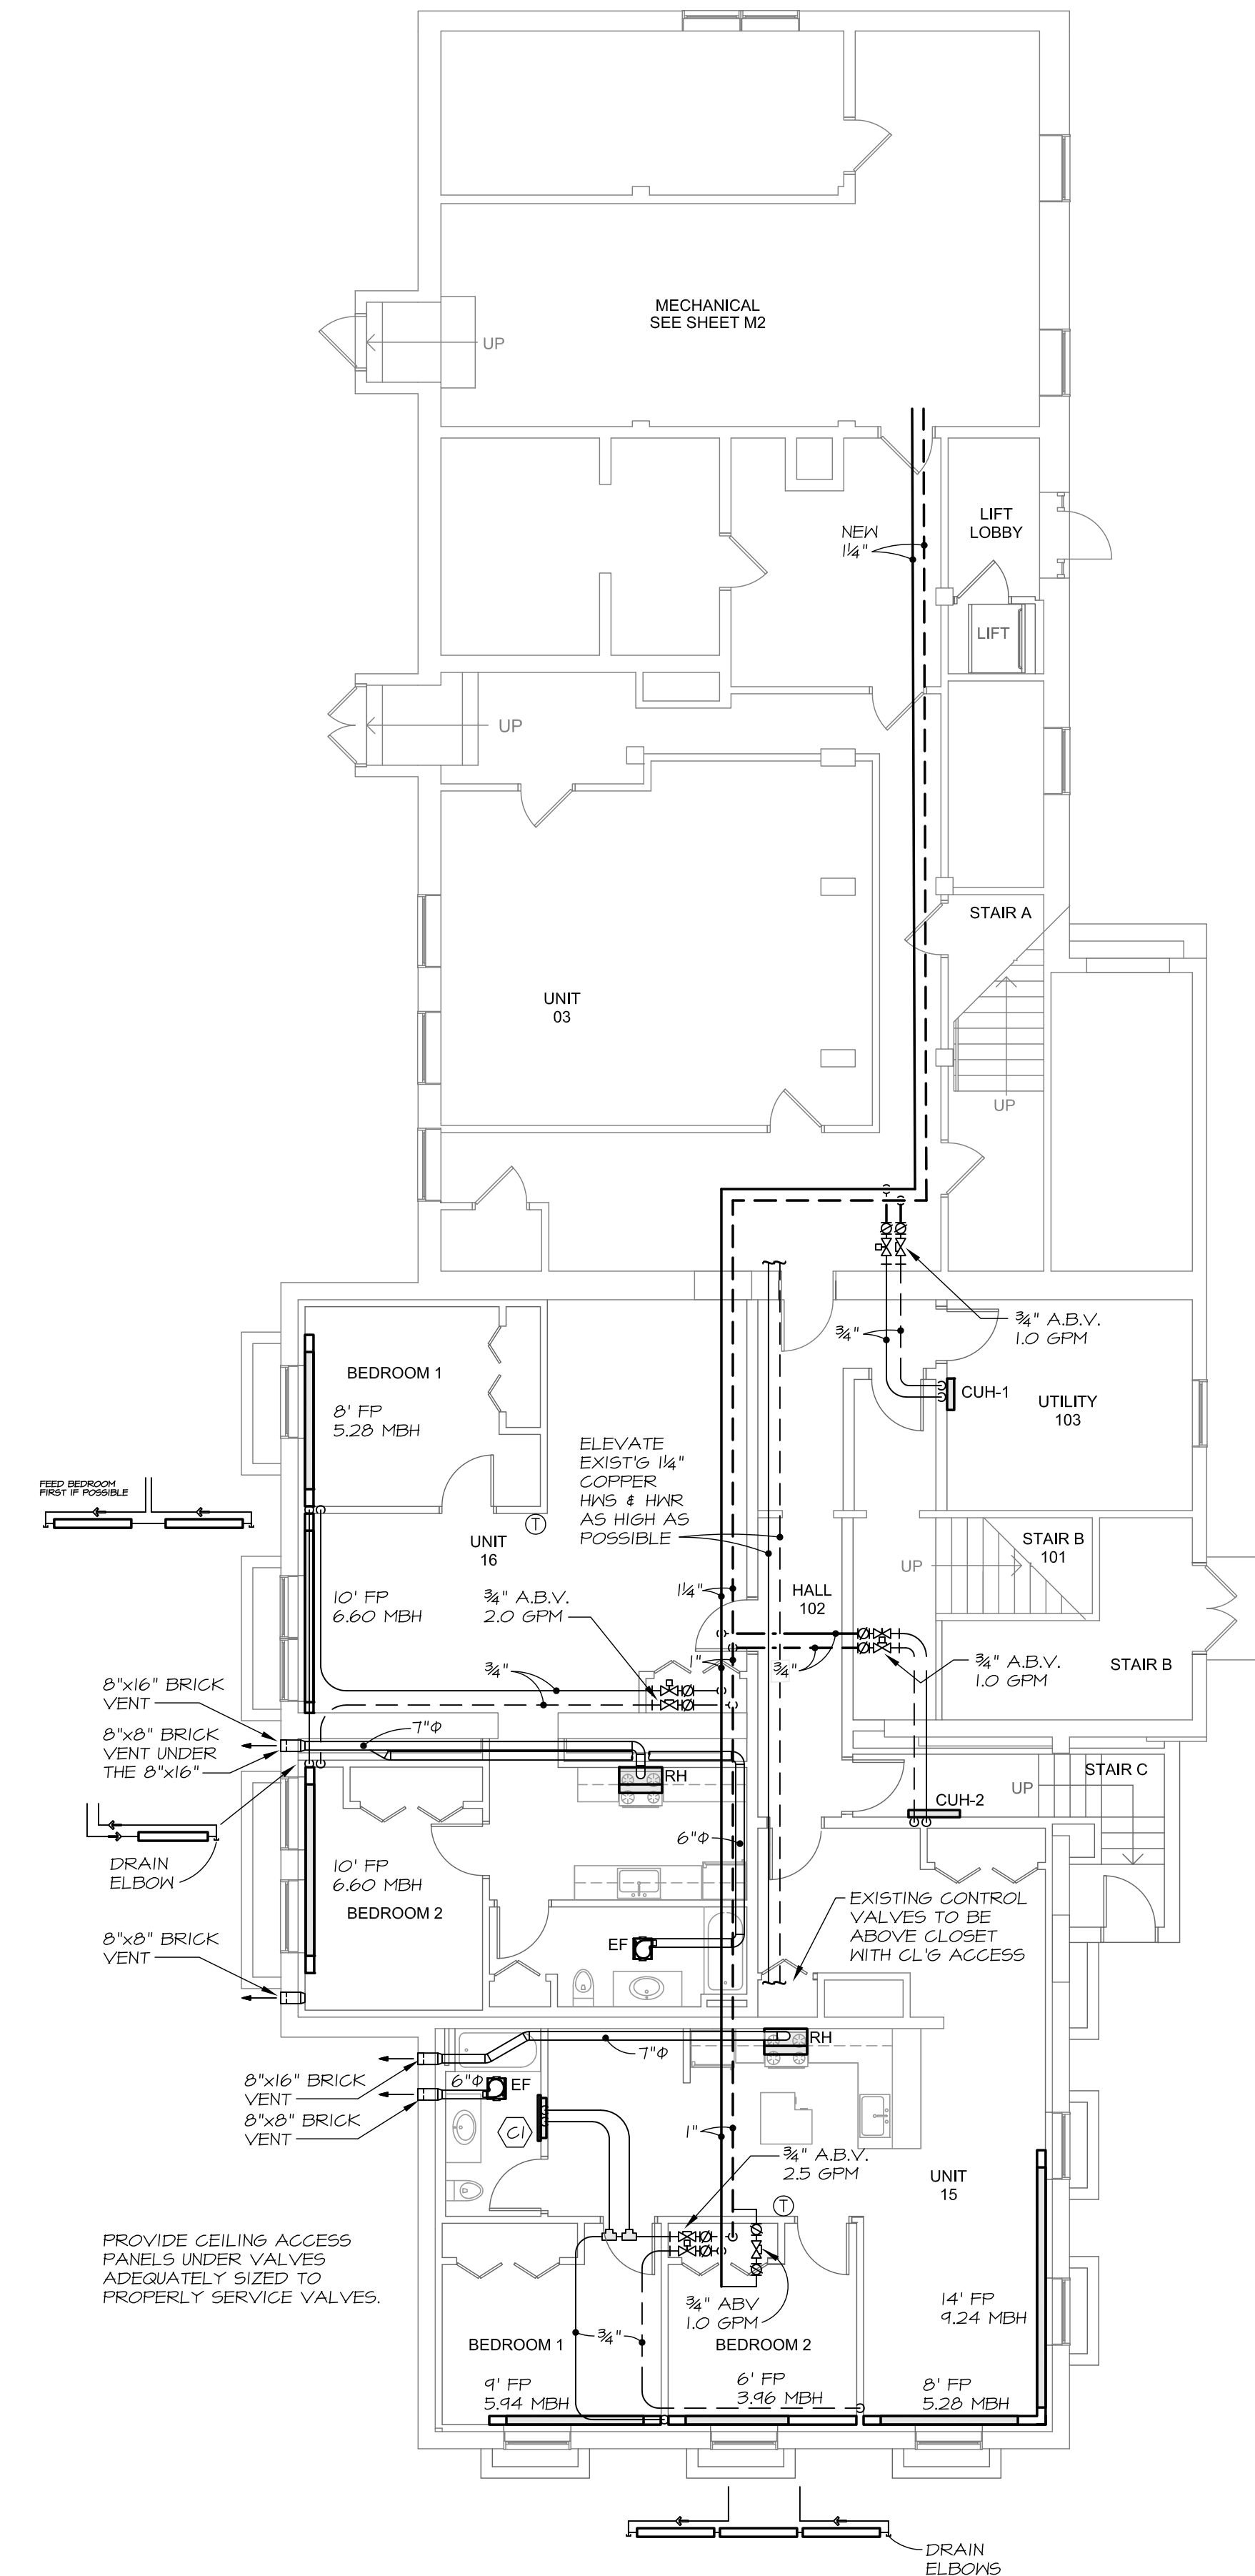 MECHANICAL
SEE SHEET M2
UP
NEW
1¼"
LIFT
LOBBY
LIFT
UP
STAIR A
UNIT
03
UP
¾" A.B.V.
1.0 GPM
¾"
BEDROOM 1
CUH-1
UTILITY
103
8' FP
5.28 MBH
ELEVATE
EXIST'G 1¼"
COPPER
HWS & HWR
AS HIGH AS
POSSIBLE
FEED BEDROOM
FIRST IF POSSIBLE
T
UNIT
16
STAIR B
101
UP
10' FP
6.60 MBH
¾" A.B.V.
2.0 GPM
1¼"
HALL
102
1"
¾"
¾"
¾" A.B.V.
1.0 GPM
STAIR B
8"x16" BRICK
VENT
8"x8" BRICK
VENT UNDER
THE 8"x16"
7"Φ
RH
STAIR C
UP
CUH-2
6"Φ
DRAIN
ELBOW
10' FP
6.60 MBH
BEDROOM 2
EXISTING CONTROL
VALVES TO BE
ABOVE CLOSET
WITH CL'G ACCESS
8"x8" BRICK
VENT
EF
RH
7"Φ
8"x16" BRICK
VENT
6"Φ
EF
8"x8" BRICK
VENT
C1
1"
¾" A.B.V.
2.5 GPM
UNIT
15
T
PROVIDE CEILING ACCESS
PANELS UNDER VALVES
ADEQUATELY SIZED TO
PROPERLY SERVICE VALVES.
¾" ABV
1.0 GPM
14' FP
9.24 MBH
BEDROOM 1
¾"
BEDROOM 2
9' FP
5.94 MBH
6' FP
3.96 MBH
8' FP
5.28 MBH
DRAIN
ELBOWS